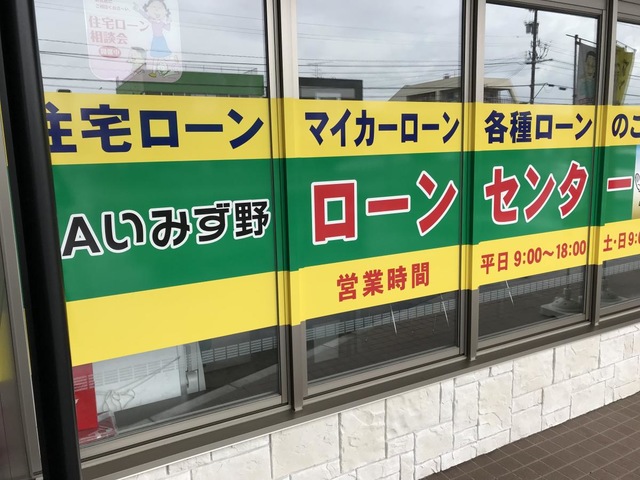 住宅ローン
相談会
住宅ローン マイカーローン 各種ローン のご
Aいみず野 ローンセンター
営業時間 平日 9:00～18:00 土・日 9:0